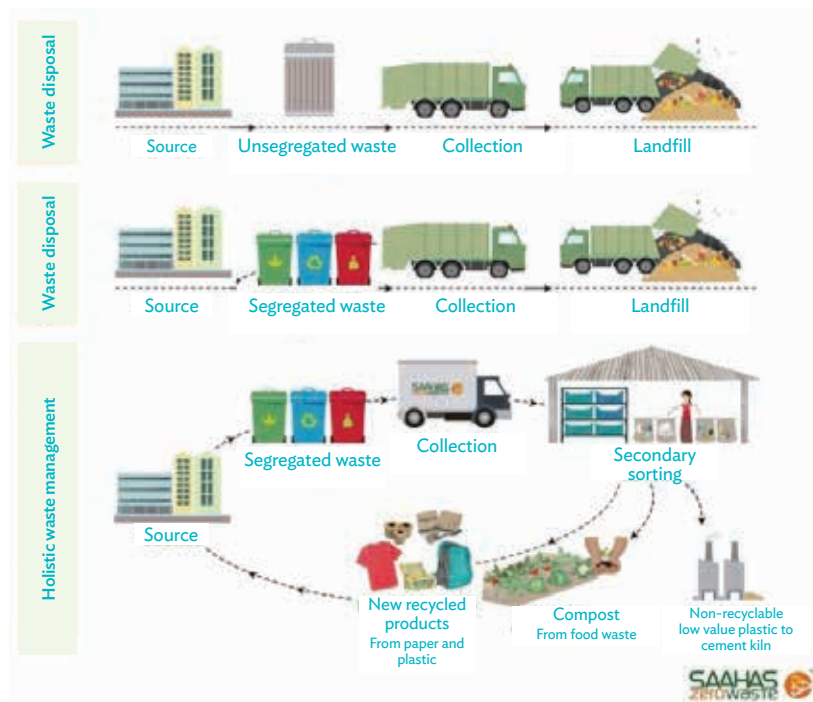 Waste disposal
Source
Unsegregated waste
Collection
Landfill
Waste disposal
Source
Segregated waste
Collection
Landfill
Holistic waste management
Source
Segregated waste
SAAHAS
Collection
Secondary
sorting
New recycled
products
From paper and
plastic
Compost
From food waste
Non-recyclable
low value plastic to
cement kiln
SAAHAS
zerowaste